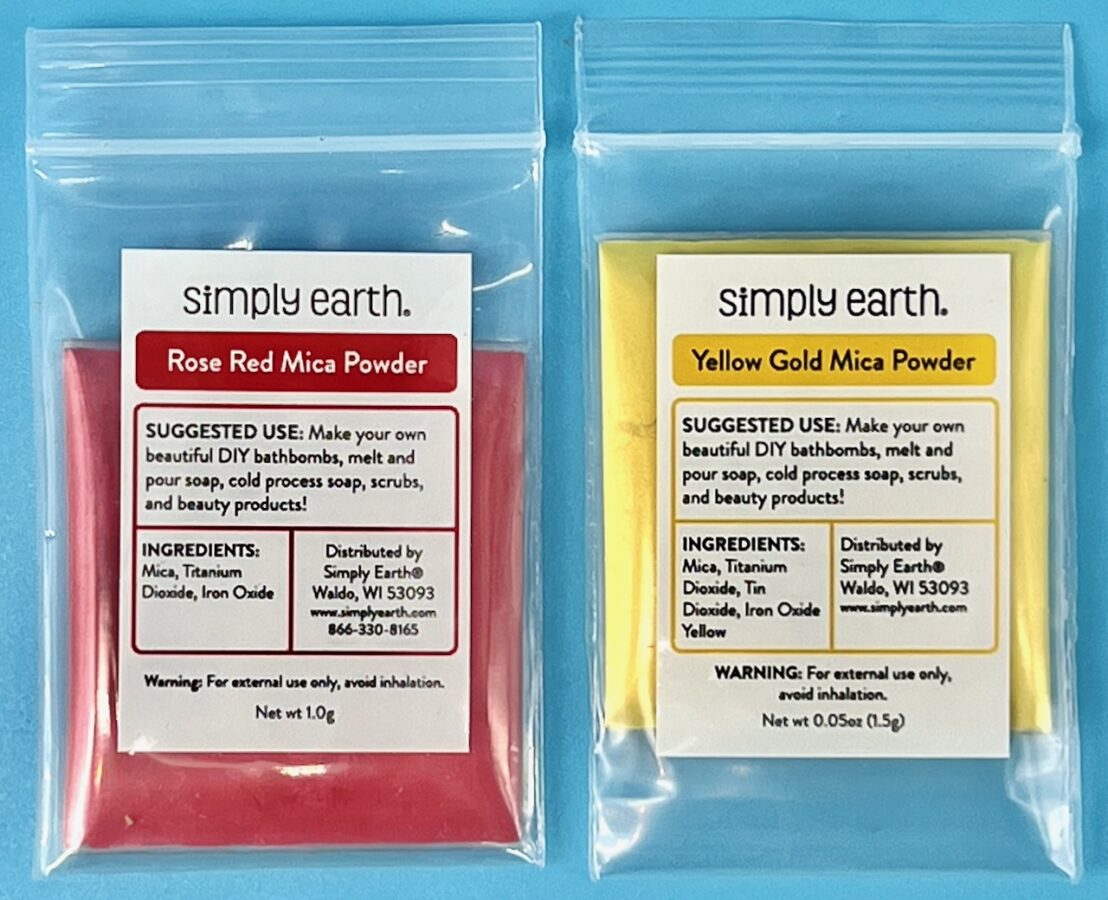 simply earth®
Rose Red Mica Powder
SUGGESTED USE: Make your own
beautiful DIY bathbombs, melt and
pour soap, cold process soap, scrubs,
and beauty products!
INGREDIENTS:
Mica, Titanium
Dioxide, Iron Oxide
Distributed by
Simply Earth®
Waldo, WI 53093
www.simplyearth.com
866-330-8165
Warning: For external use only, avoid inhalation.
Net wt 1.0g
simply earth®
Yellow Gold Mica Powder
SUGGESTED USE: Make your own
beautiful DIY bathbombs, melt and
pour soap, cold process soap, scrubs,
and beauty products!
INGREDIENTS:
Mica, Titanium
Dioxide, Tin
Dioxide, Iron Oxide
Yellow
Distributed by
Simply Earth®
Waldo, WI 53093
www.simplyearth.com
WARNING: For external use only,
avoid inhalation.
Net wt 0.05oz (1.5g)